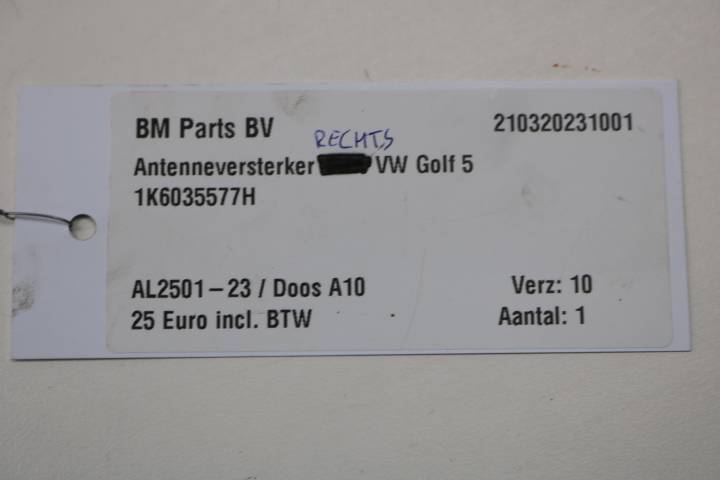 BM Parts BV 210320231001
RECHTS
Antenneversterker VW Golf 5
1K6035577H
AL2501-23 / Doos A10 Verz: 10
25 Euro incl. BTW Aantal: 1